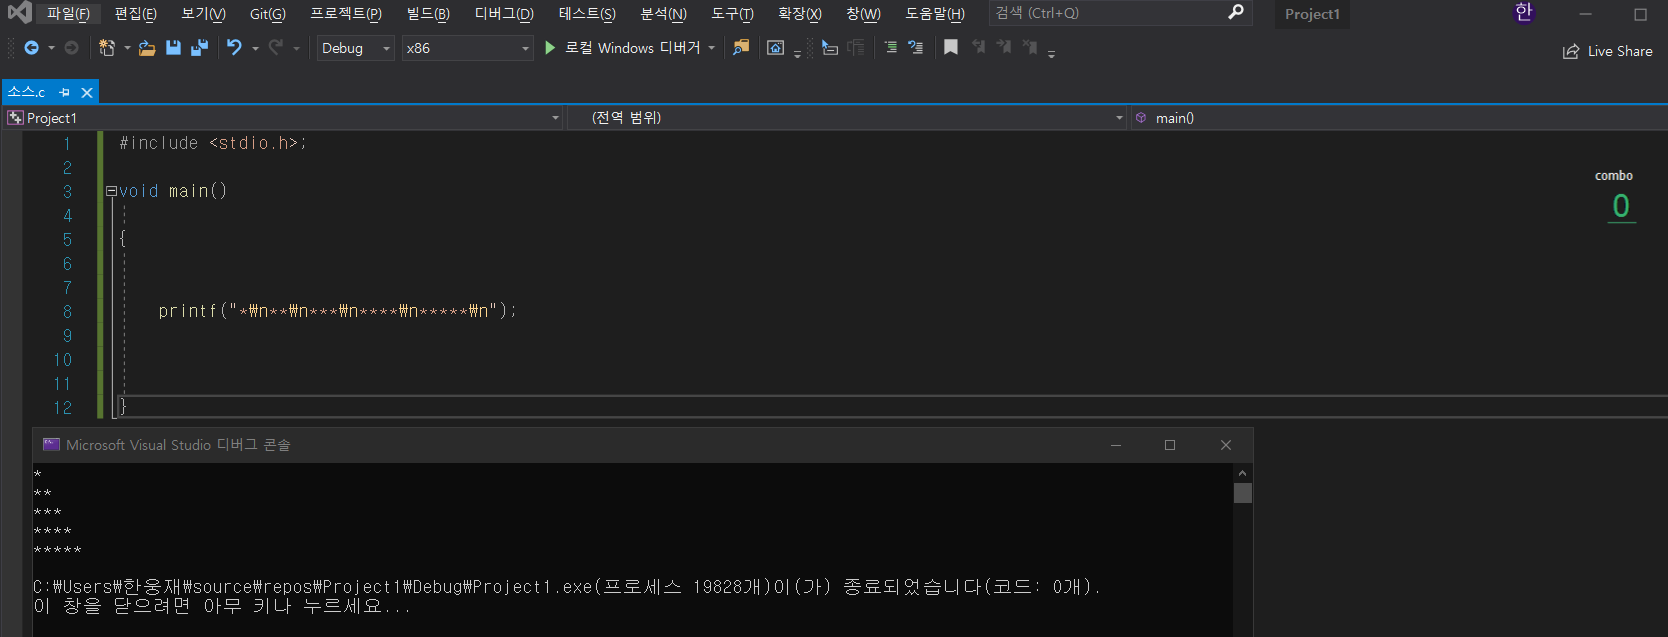 파일(F) 편집(E) 보기(V) Git(G) 프로젝트(P) 빌드(B) 디버그(D) 테스트(S) 분석(N) 도구(T) 확장(X) 창(W) 도움말(H) 검색 (Ctrl+Q) Project1 한
Debug x86 로컬 Windows 디버거 Live Share
소스.c
Project1 (전역 범위) main()
1 #include <stdio.h>;
2
3 void main()
4
5 {
6
7
8 printf("*₩n**₩n***₩n****₩n*****₩n");
9
10
11
12 }
combo
0
Microsoft Visual Studio 디버그 콘솔
*
**
***
****
*****
C:₩Users₩한웅재₩source₩repos₩Project1₩Debug₩Project1.exe(프로세스 19828개)이(가) 종료되었습니다(코드: 0개).
이 창을 닫으려면 아무 키나 누르세요...